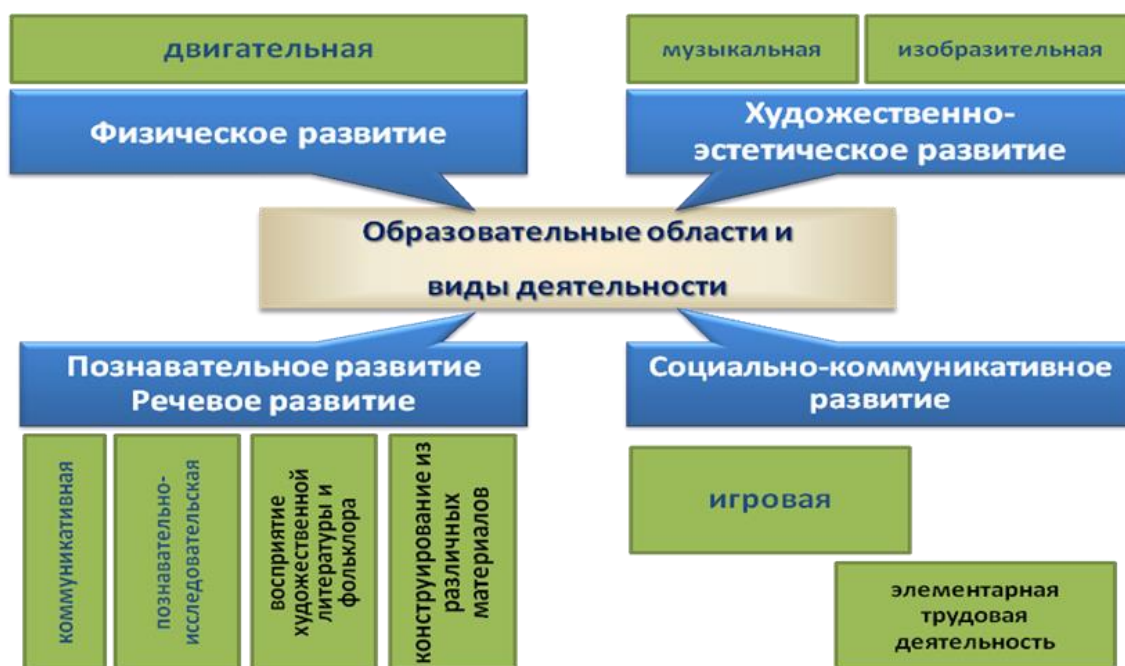 двигательная
музыкальная
изобразительная
Физическое развитие
Художественно-
эстетическое развитие
Образовательные области и
виды деятельности
Познавательное развитие
Речевое развитие
Социально-коммуникативное
развитие
коммуникативная
познавательно-
исследовательская
восприятие
художественной
литературы и
фольклора
конструирование из
различных
материалов
игровая
элементарная
трудовая
деятельность